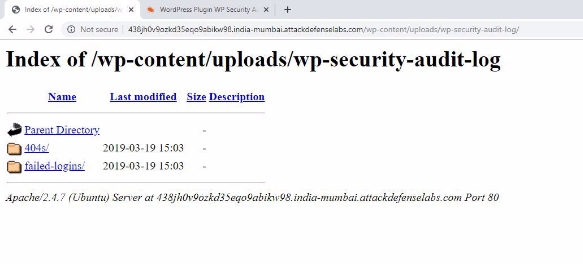 Index of /wp-content/uploads/w
WordPress Plugin WP Security A
Not secure | 438jh0v9ozkd35eqo9abikw98.india-mumbai.attackdefenselabs.com/wp-content/uploads/wp-security-audit-log/
Index of /wp-content/uploads/wp-security-audit-log
Name Last modified Size Description
Parent Directory -
404s/ 2019-03-19 15:03 -
failed-logins/ 2019-03-19 15:03 -
Apache/2.4.7 (Ubuntu) Server at 438jh0v9ozkd35eqo9abikw98.india-mumbai.attackdefenselabs.com Port 80